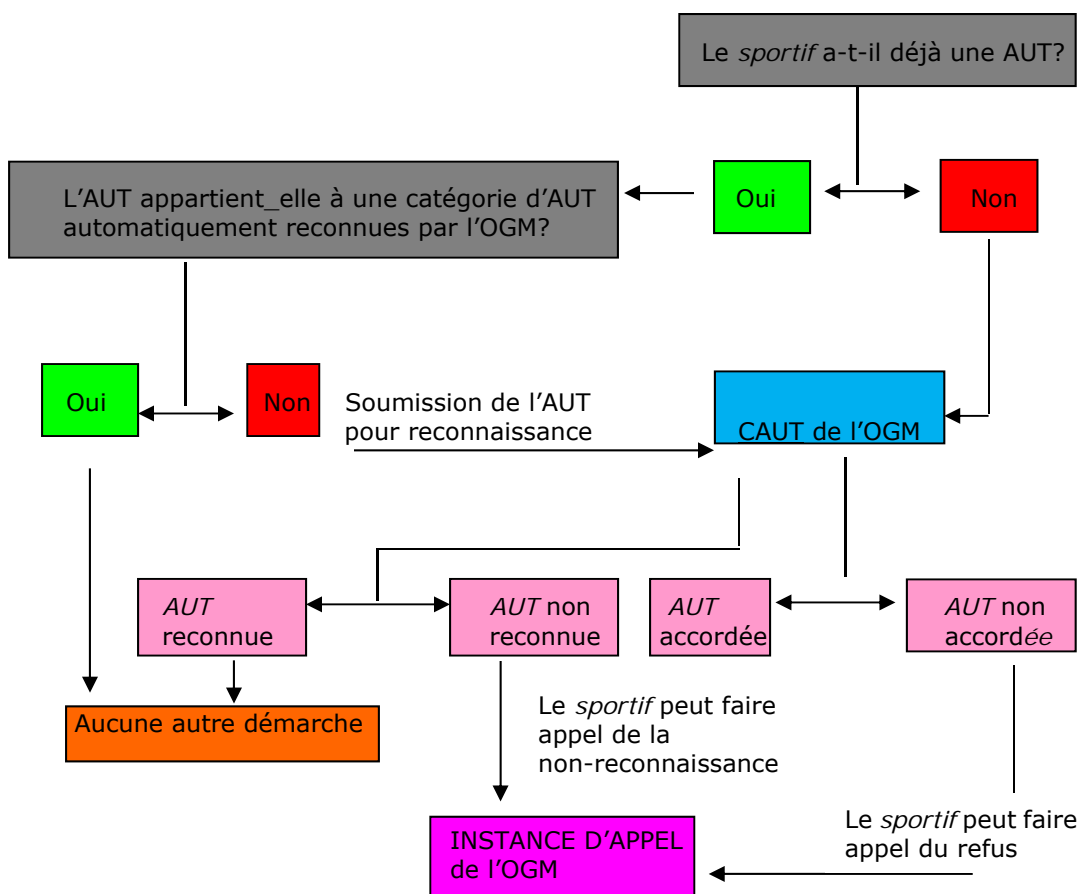 Le sportif a-t-il déjà une AUT?
L'AUT appartient_elle à une catégorie d'AUT
automatiquement reconnues par l'OGM?
Oui
Non
Oui
Non
Soumission de l'AUT
pour reconnaissance
CAUT de l'OGM
AUT
reconnue
AUT non
reconnue
AUT
accordée
AUT non
accordée
Aucune autre démarche
Le sportif peut faire
appel de la
non-reconnaissance
INSTANCE D'APPEL
de l'OGM
Le sportif peut faire
appel du refus